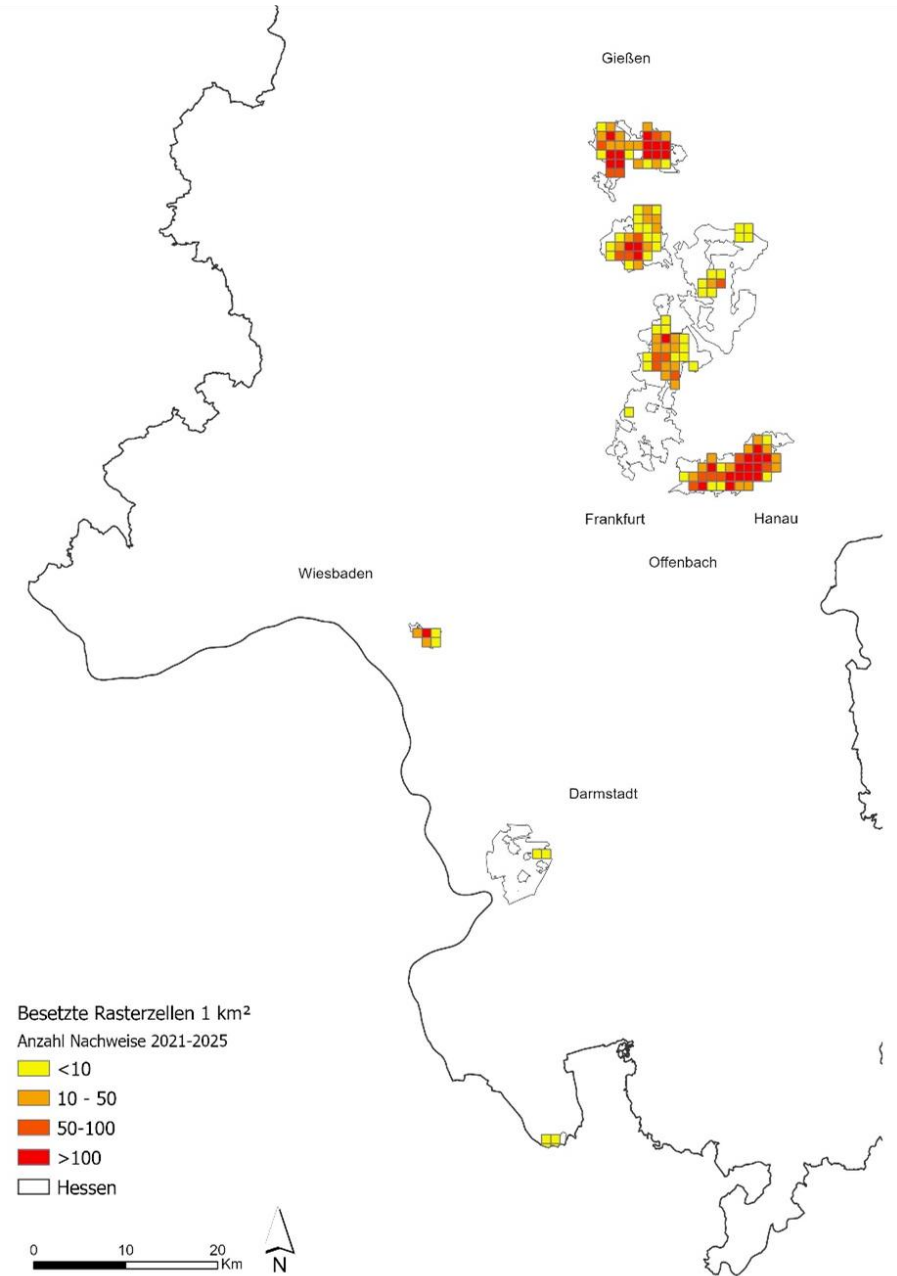 Gießen
Frankfurt
Hanau
Offenbach
Wiesbaden
Darmstadt
Besetzte Rasterzellen 1 km²
Anzahl Nachweise 2021-2025
<10
10 - 50
50-100
>100
Hessen
0 10 20 Km
N